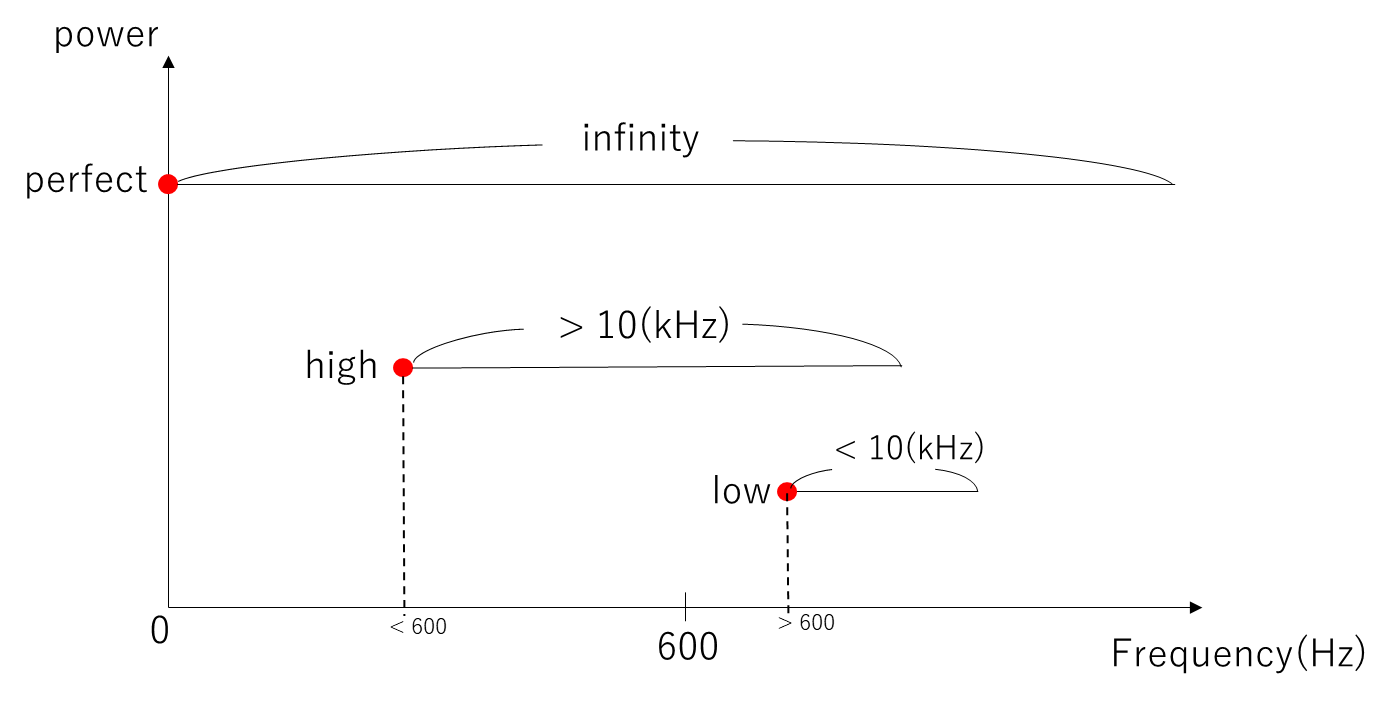 power
infinity
perfect
> 10(kHz)
high
< 10(kHz)
low
0
< 600
600
> 600
Frequency(Hz)